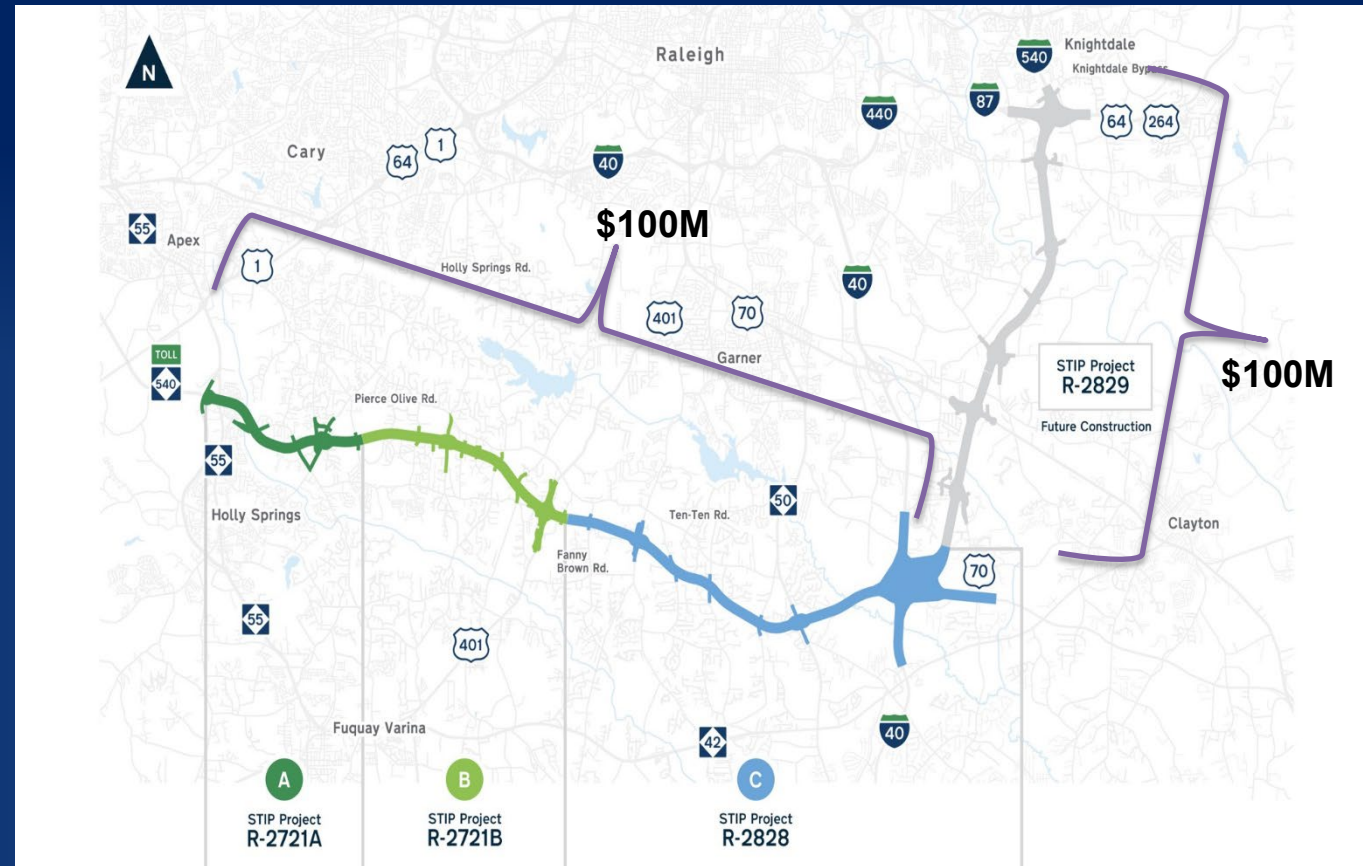 N
Raleigh
540
Knightdale
Knightdale Bypass
87
440
64
264
Cary
64
1
40
55
Apex
$100M
1
Holly Springs Rd.
40
401
70
Garner
TOLL
540
STIP Project
R-2829
Future Construction
$100M
Pierce Olive Rd.
55
Holly Springs
50
Ten-Ten Rd.
Clayton
Fanny
Brown Rd.
70
55
401
Fuquay Varina
42
40
A
STIP Project
R-2721A
B
STIP Project
R-2721B
C
STIP Project
R-2828